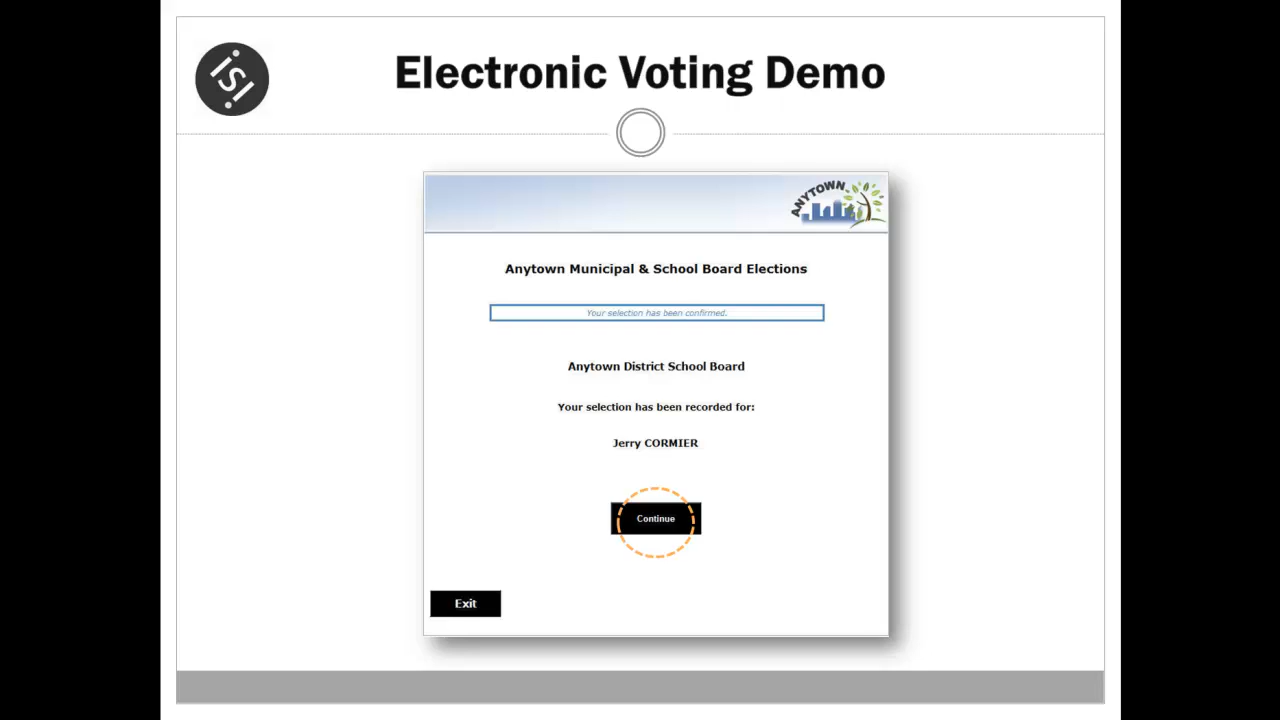 isi
Electronic Voting Demo
ANYTOWN
Anytown Municipal & School Board Elections
Your selection has been confirmed.
Anytown District School Board
Your selection has been recorded for:
Jerry CORMIER
Continue
Exit